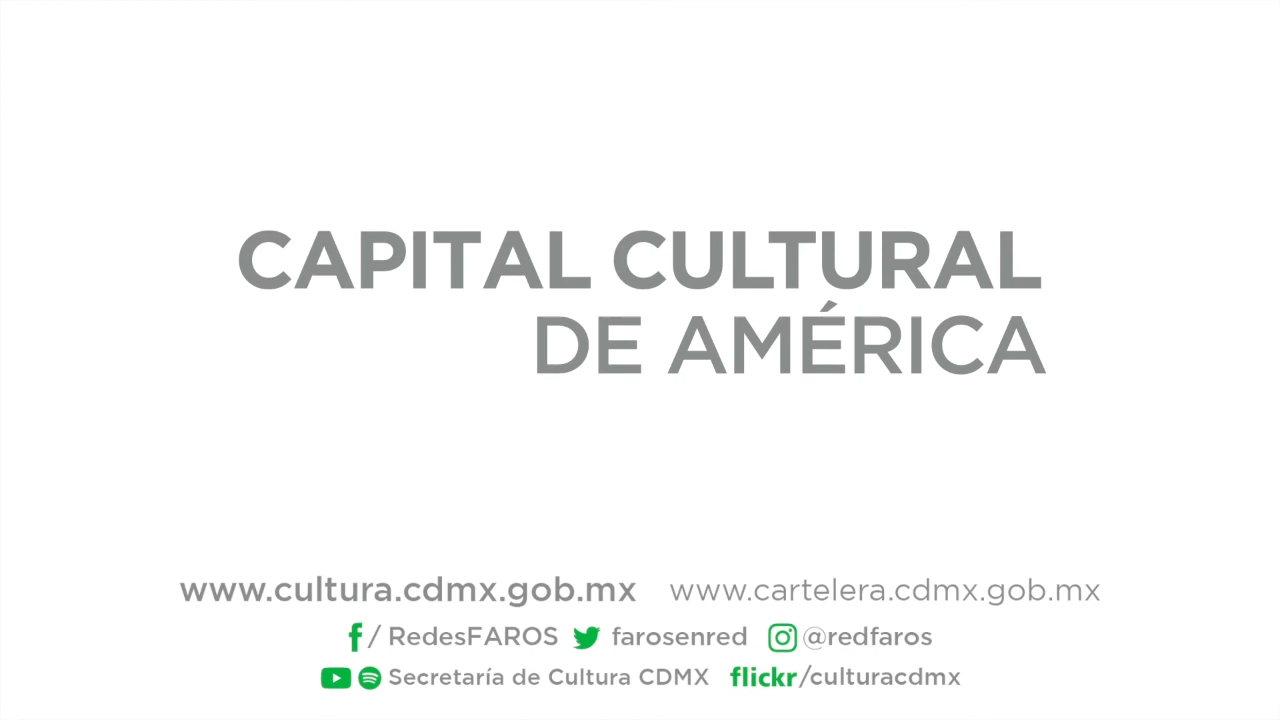 CAPITAL CULTURAL
DE AMÉRICA
www.cultura.cdmx.gob.mx www.cartelera.cdmx.gob.mx
/ RedesFAROS farosenred @redfaros
Secretaría de Cultura CDMX flickr/culturacdmx